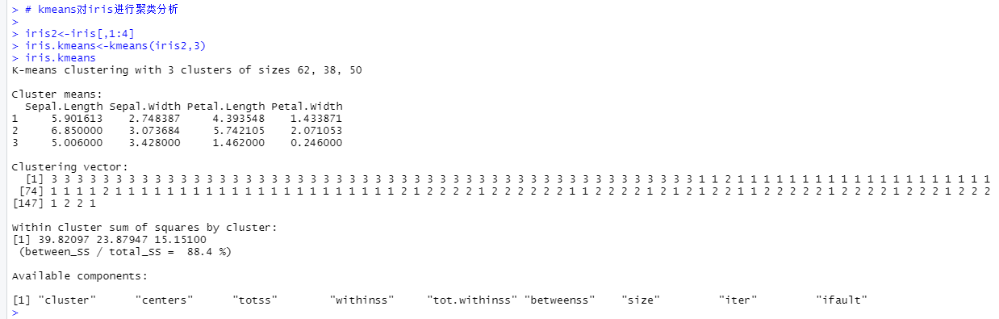 > # kmeans对iris进行聚类分析
>
> iris2<-iris[,1:4]
> iris.kmeans<-kmeans(iris2,3)
> iris.kmeans
K-means clustering with 3 clusters of sizes 62, 38, 50
Cluster means:
  Sepal.Length Sepal.Width Petal.Length Petal.Width
1     5.901613    2.748387     4.393548    1.433871
2     6.850000    3.073684     5.742105    2.071053
3     5.006000    3.428000     1.462000    0.246000
Clustering vector:
  [1] 3 3 3 3 3 3 3 3 3 3 3 3 3 3 3 3 3 3 3 3 3 3 3 3 3 3 3 3 3 3 3 3 3 3 3 3 3 3 3 3 3 3 3 3 3 3 3 3 3 3 1 1 2 1 1 1 1 1 1 1 1 1 1 1 1 1 1 1 1 1 1 1 1
 [74] 1 1 1 1 2 1 1 1 1 1 1 1 1 1 1 1 1 1 1 1 1 1 1 1 1 1 1 2 1 2 2 2 2 1 2 2 2 2 2 2 1 1 2 2 2 2 1 2 1 2 1 2 2 1 1 2 2 2 2 2 1 2 2 2 2 1 2 2 2 1 2 2 2
[147] 1 2 2 1
Within cluster sum of squares by cluster:
[1] 39.82097 23.87947 15.15100
 (between_SS / total_SS =  88.4 %)
Available components:
[1] "cluster"      "centers"      "totss"        "withinss"     "tot.withinss" "betweenss"    "size"         "iter"         "ifault"
>